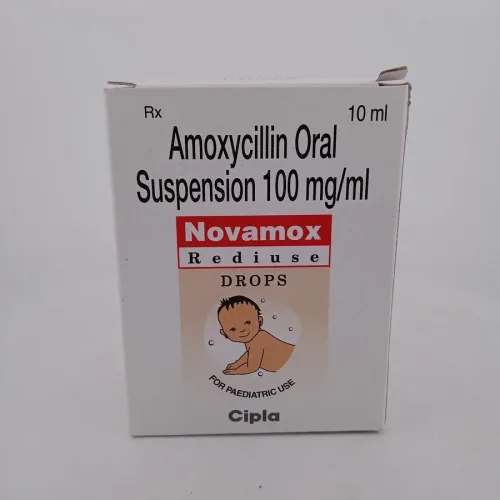 Rx 10 ml
Amoxycillin Oral
Suspension 100 mg/ml
Novamox
Rediuse
DROPS
FOR PAEDIATRIC USE
Cipla